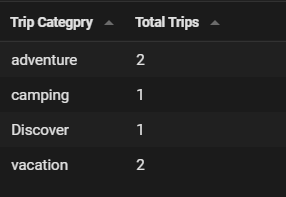 Trip Categpry Total Trips
adventure 2
camping 1
Discover 1
vacation 2